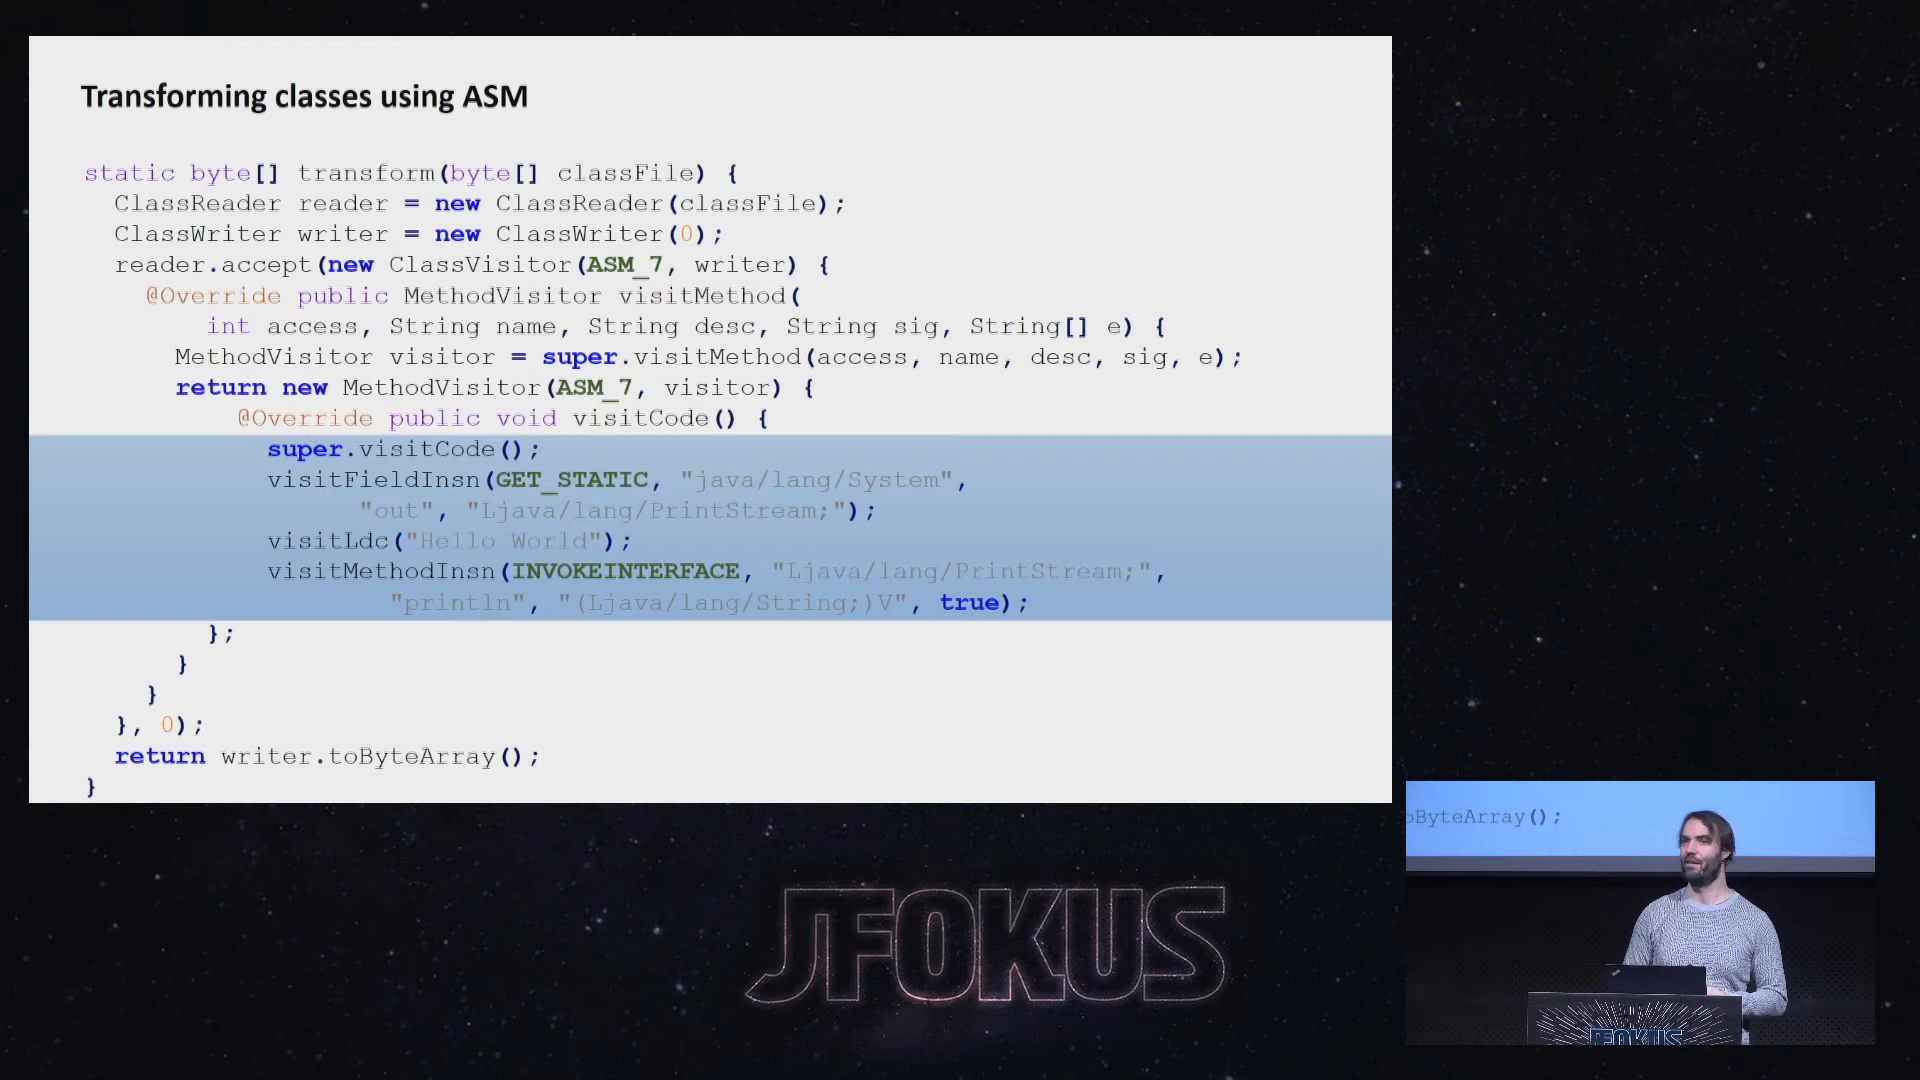 Transforming classes using ASM
static byte[] transform(byte[] classFile) {
ClassReader reader = new ClassReader(classFile);
ClassWriter writer = new ClassWriter(0);
reader.accept(new ClassVisitor(ASM_7, writer) {
@Override public MethodVisitor visitMethod(
int access, String name, String desc, String sig, String[] e) {
MethodVisitor visitor = super.visitMethod(access, name, desc, sig, e);
return new MethodVisitor(ASM_7, visitor) {
@Override public void visitCode() {
super.visitCode();
visitFieldInsn(GET_STATIC, "java/lang/System",
"out", "Ljava/lang/PrintStream;");
visitLdc("Hello World");
visitMethodInsn(INVOKEINTERFACE, "Ljava/lang/PrintStream;",
"println", "(Ljava/lang/String;)V", true);
};
}
}
}, 0);
return writer.toByteArray();
}
oByteArray();
JFOKUS
JFOKUS